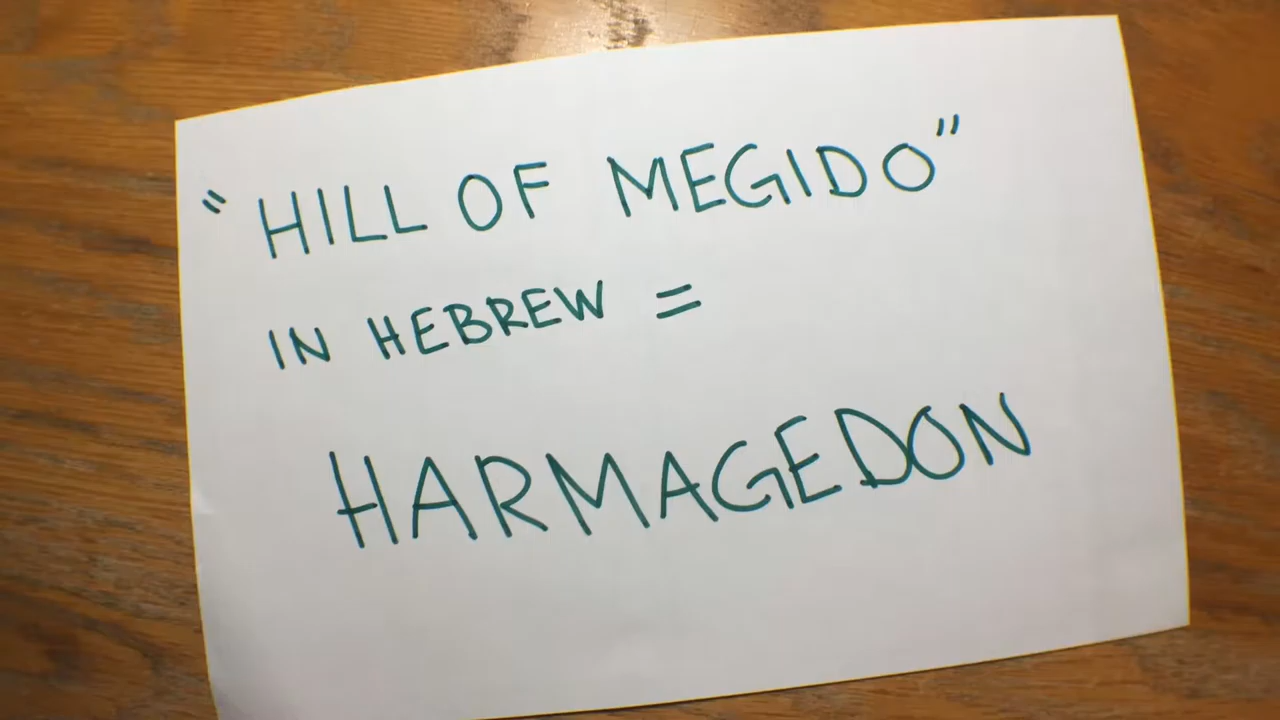 "HILL OF MEGIDO"
IN HEBREW =
HARMAGEDON